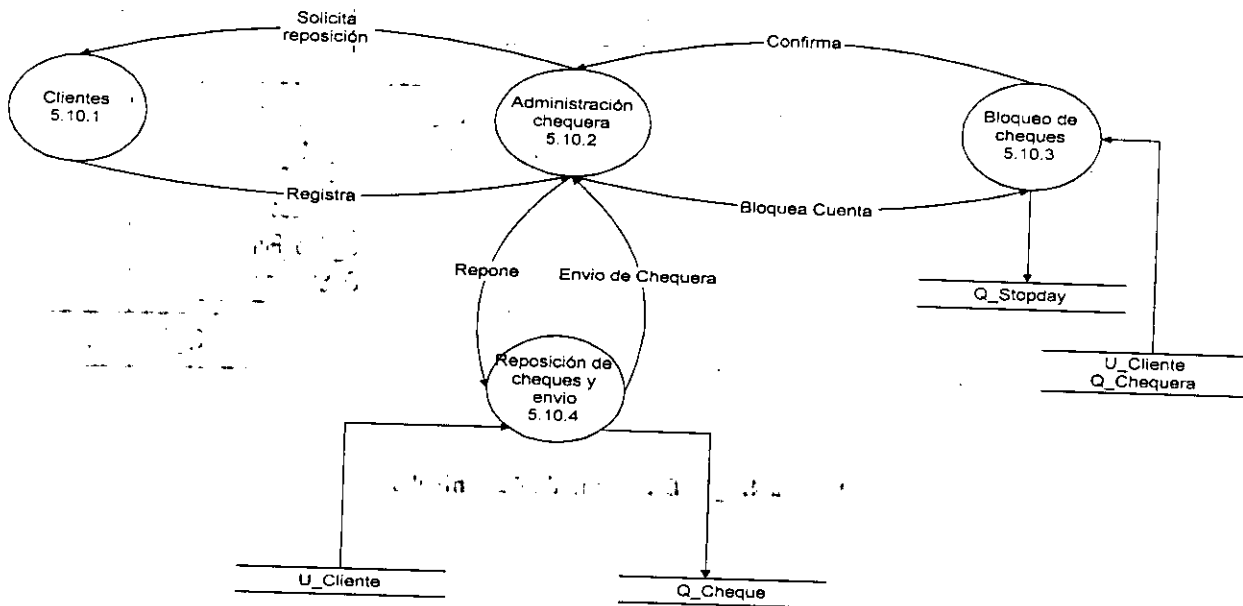 Solicita
reposición
Confirma
Clientes
5.10.1
Administración
chequera
5.10.2
Bloqueo de
cheques
5.10.3
Registra
Bloquea Cuenta
Repone
Envio de Chequera
Q_Stopday
Reposición de
cheques y
envio
5.10.4
U_Cliente
Q_Chequera
U_Cliente
Q_Cheque